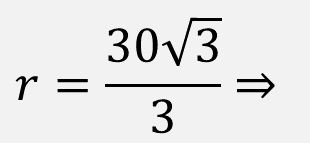 r = 30√3 / 3 ⇒